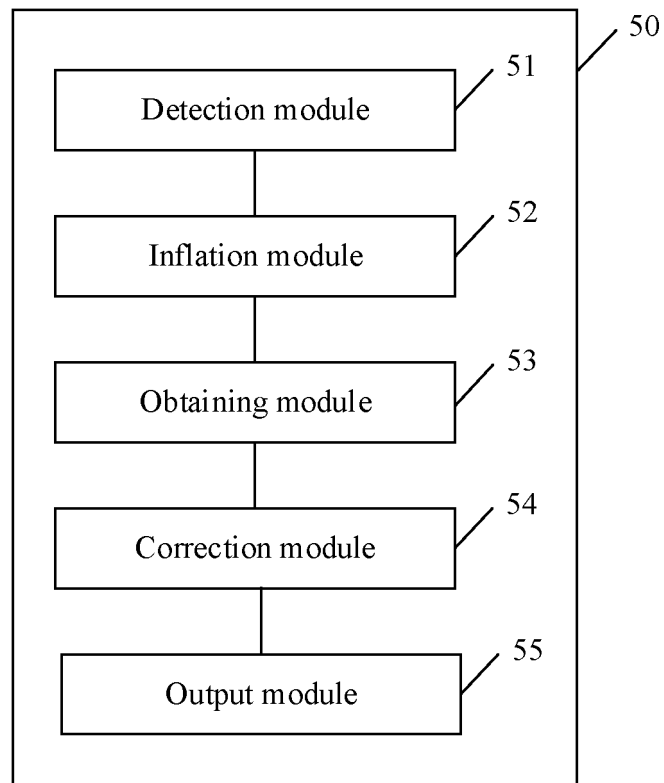 50
51
Detection module
52
Inflation module
53
Obtaining module
54
Correction module
55
Output module